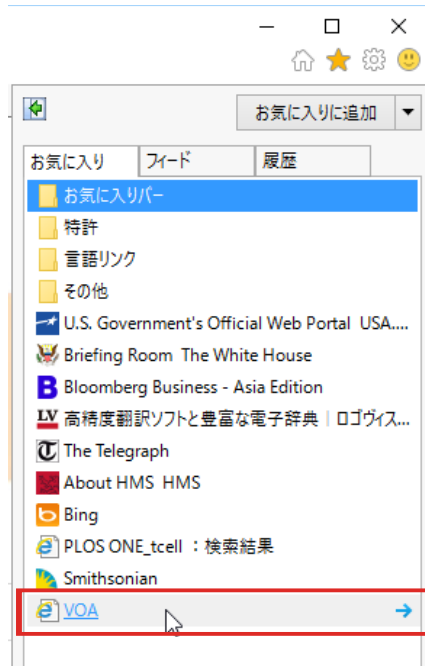 お気に入りに追加
お気に入り フィード 履歴
お気に入りバー
特許
言語リンク
その他
U.S. Government's Official Web Portal USA....
Briefing Room The White House
B Bloomberg Business - Asia Edition
LV 高精度翻訳ソフトと豊富な電子辞典｜ロゴヴィス...
T The Telegraph
About HMS HMS
b Bing
PLOS ONE_tcell ：検索結果
Smithsonian
VOA